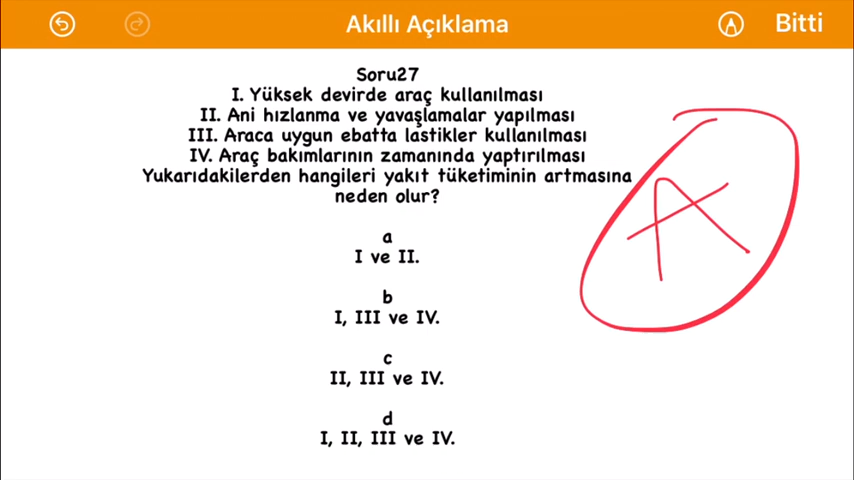 Akıllı Açıklama
Bitti
Soru27
I. Yüksek devirde araç kullanılması
II. Ani hızlanma ve yavaşlamalar yapılması
III. Araca uygun ebatta lastikler kullanılması
IV. Araç bakımlarının zamanında yaptırılması
Yukarıdakilerden hangileri yakıt tüketiminin artmasına
neden olur?
A
a
I ve II.
b
I, III ve IV.
c
II, III ve IV.
d
I, II, III ve IV.